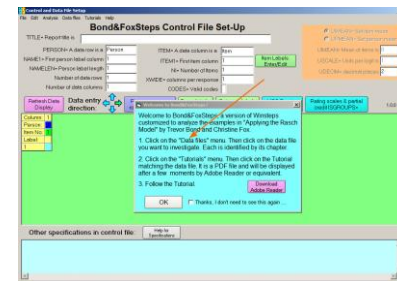 Control and Data File Setup
File Edit Analysis Data files Tutorials Help
Bond&FoxSteps Control File Set-Up
TITLE= Report title is
PERSON= A data row is a: Person
ITEM= A data column is a: Item
NAME1= First person label column 1
ITEM1= First item column 1
Item Labels Entry/Edit
NAMELEN= Person label length
NI= Number of items
Number of data rows 1
XWIDE= columns per response 1
Number of data columns 1
CODES= Valid codes
Refresh Data Display
Data entry direction:
Rating scales & partial credit ISGROUPS=
Column: 1
Person
Item No: 1
Label
1
Welcome to Bond&FoxSteps, a version of Winsteps customized to analyze the examples in "Applying the Rasch Model" by Trevor Bond and Christine Fox
1. Click on the "Data files" menu. Then click on the data file you want to investigate. Each is identified by its chapter.
2. Click on the "Tutorials" menu. Then click on the Tutorial matching the data file. It is a PDF file and will be displayed after a few moments by Adobe Reader or equivalent.
3. Follow the Tutorial.
Download Adobe Reader
OK
Thanks, I don't need to see this again ...
Other specifications in control file:
Help for Specifications